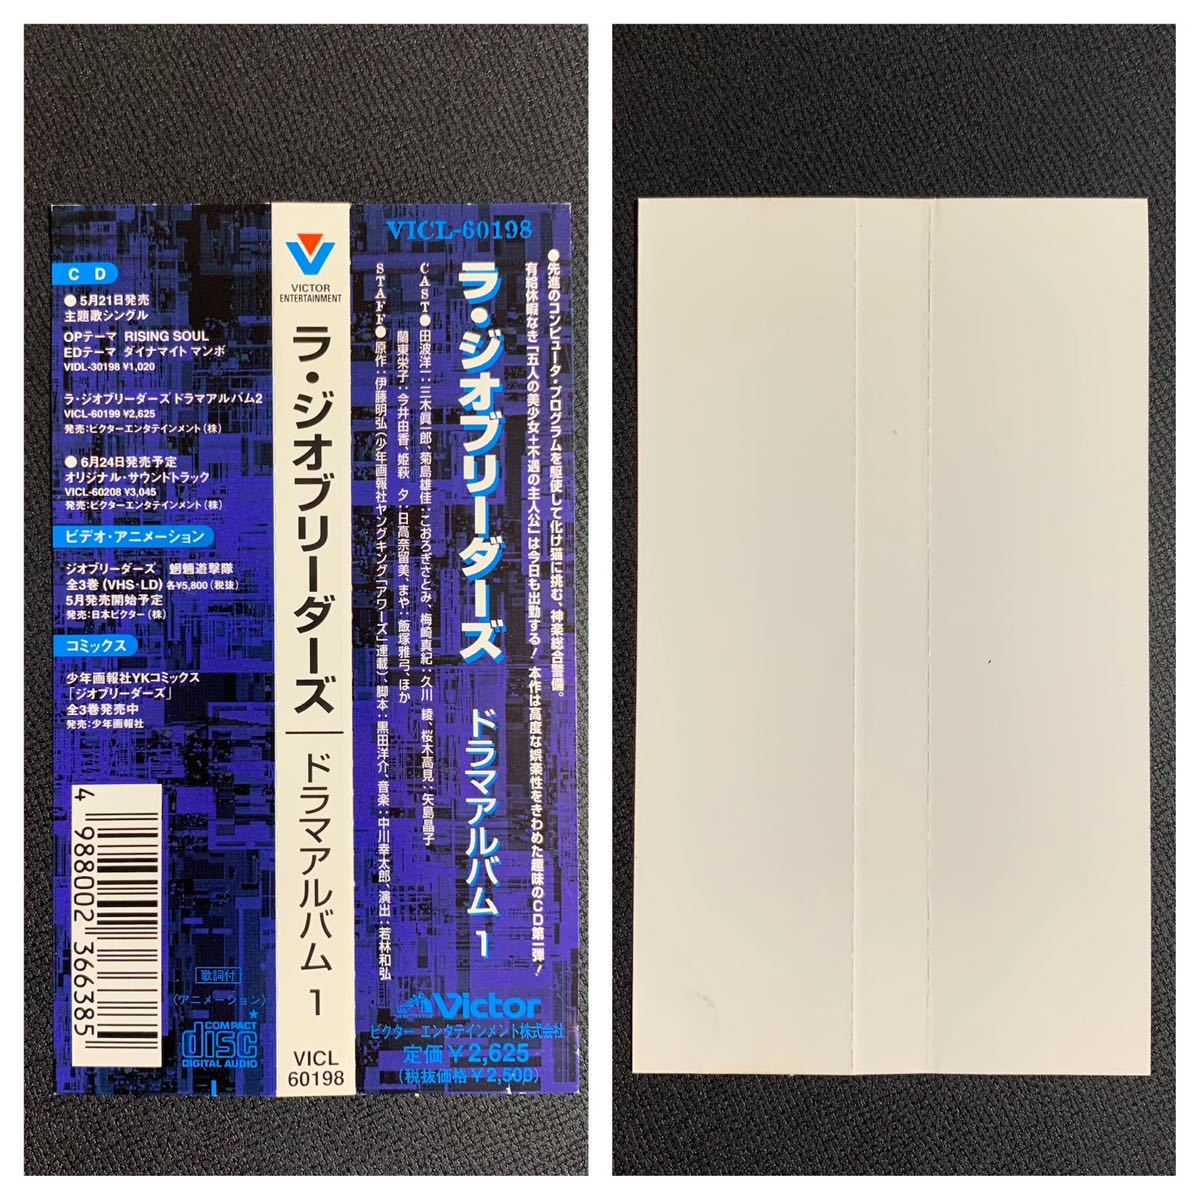 VICL-60198
●先進のコンピュータ・プログラムを駆使して化け猫に挑む、神楽総合警備。
有給休暇なき「五人の美少女+不遇の主人公」は今日も出勤する! 本作は高度な娯楽性をきわめた趣味のCD第一弾!
ラ・ジオブリーダーズ ドラマアルバム 1
CAST●田波洋一:三木眞一郎、菊島雄佳:こおろぎさとみ、梅崎真紀:久川 綾、桜木高見:矢島晶子
蘭東栄子:今井由香、姫萩 夕:日高奈留美、まや:飯塚雅弓、ほか
STAFF●原作:伊藤明弘(少年画報社ヤングキング「アワーズ」連載)、脚本:黒田洋介、音楽:中川幸太郎、演出:若林和弘
Victor
ビクター エンタテインメント株式会社
定価¥2,625
(税抜価格¥2,500)
VICTOR
ENTERTAINMENT
ラ・ジオブリーダーズ ドラマアルバム 1
VICL
60198
CD
●5月21日発売
主題歌シングル
OPテーマ RISING SOUL
EDテーマ ダイナマイト マンボ
VIDL-30198 ¥1,020
ラ・ジオブリーダーズ ドラマアルバム2
VICL-60199 ¥2,625
発売:ビクターエンタテインメント(株)
●6月24日発売予定
オリジナル・サウンドトラック
VICL-60208 ¥3,045
発売:ビクターエンタテインメント(株)
ビデオ・アニメーション
ジオブリーダーズ 魍魎遊撃隊
全3巻(VHS・LD)各¥5,800(税抜)
5月発売開始予定
発売:日本ビクター(株)
コミックス
少年画報社YKコミックス
「ジオブリーダーズ」
全3巻発売中
発売:少年画報社
4 988002 366385
歌詞付
(アニメーション)
★
COMPACT
disc
DIGITAL AUDIO